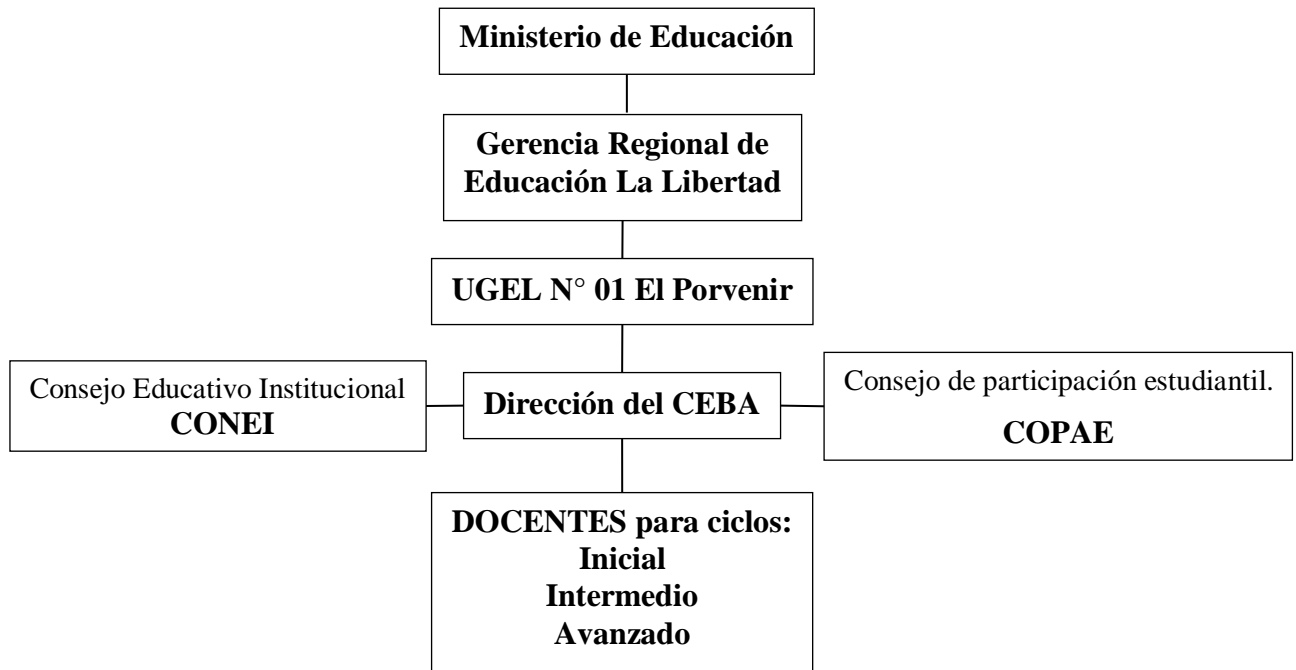 Ministerio de Educación
Gerencia Regional de
Educación La Libertad
UGEL N° 01 El Porvenir
Consejo Educativo Institucional
CONEI
Dirección del CEBA
Consejo de participación estudiantil.
COPAE
DOCENTES para ciclos:
Inicial
Intermedio
Avanzado